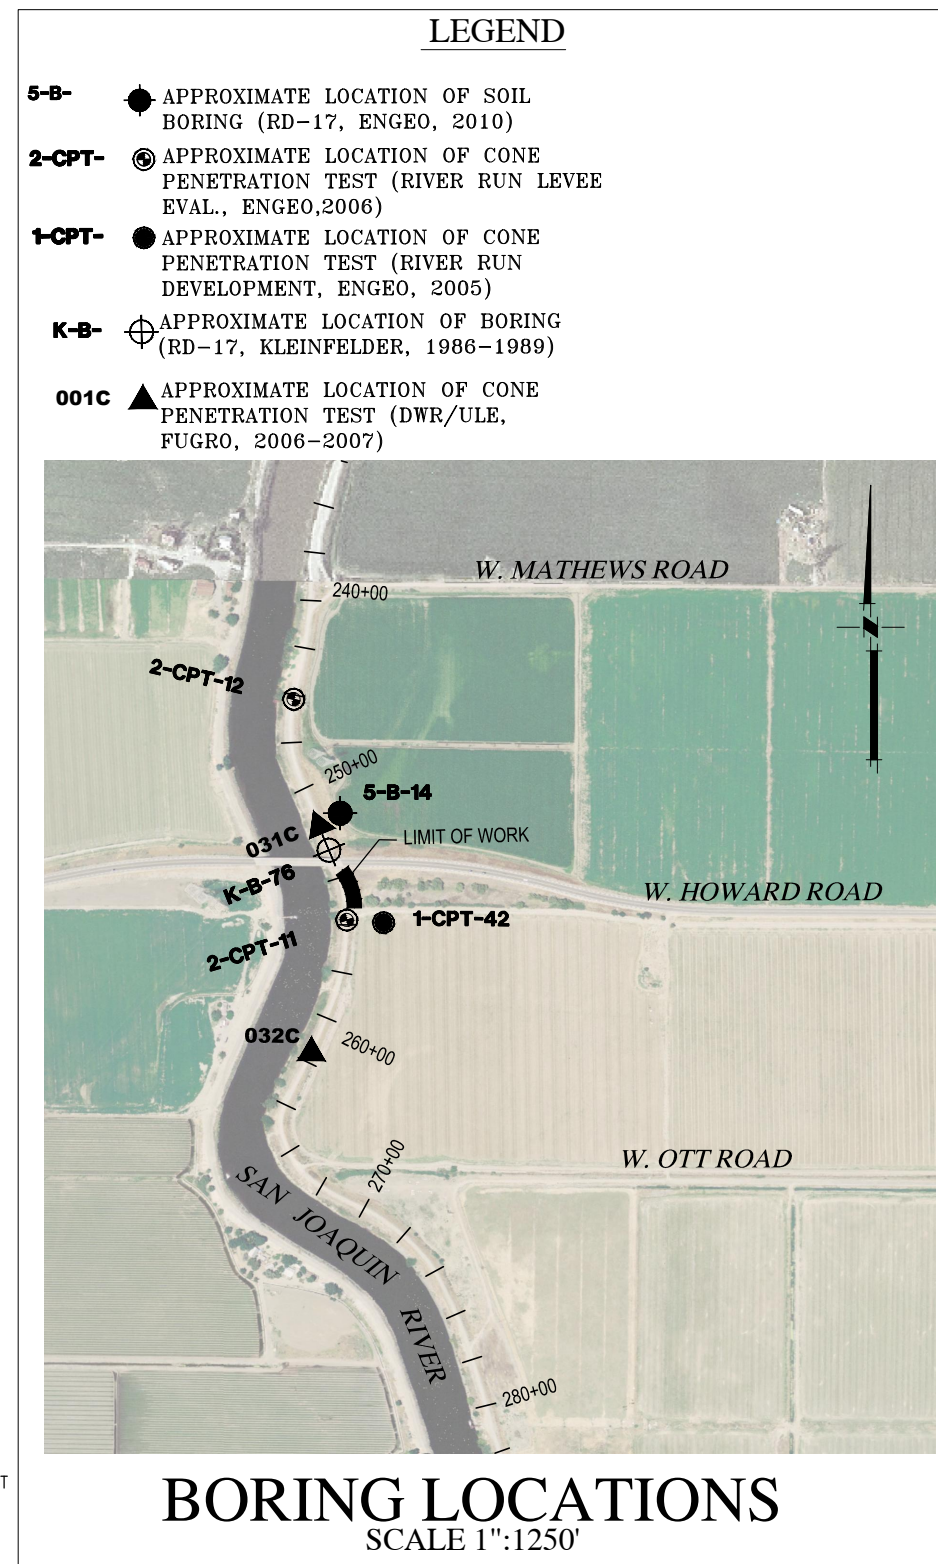 LEGEND
5-B-
APPROXIMATE LOCATION OF SOIL
BORING (RD-17, ENGEO, 2010)
2-CPT-
APPROXIMATE LOCATION OF CONE
PENETRATION TEST (RIVER RUN LEVEE
EVAL., ENGEO,2006)
1-CPT-
APPROXIMATE LOCATION OF CONE
PENETRATION TEST (RIVER RUN
DEVELOPMENT, ENGEO, 2005)
K-B-
APPROXIMATE LOCATION OF BORING
(RD-17, KLEINFELDER, 1986-1989)
001C
APPROXIMATE LOCATION OF CONE
PENETRATION TEST (DWR/ULE,
FUGRO, 2006-2007)
W. MATHEWS ROAD
240+00
2-CPT-12
250+00
5-B-14
031C
LIMIT OF WORK
K-B-76
W. HOWARD ROAD
1-CPT-42
2-CPT-11
032C
260+00
W. OTT ROAD
270+00
SAN JOAQUIN RIVER
280+00
T
BORING LOCATIONS
SCALE 1":1250'